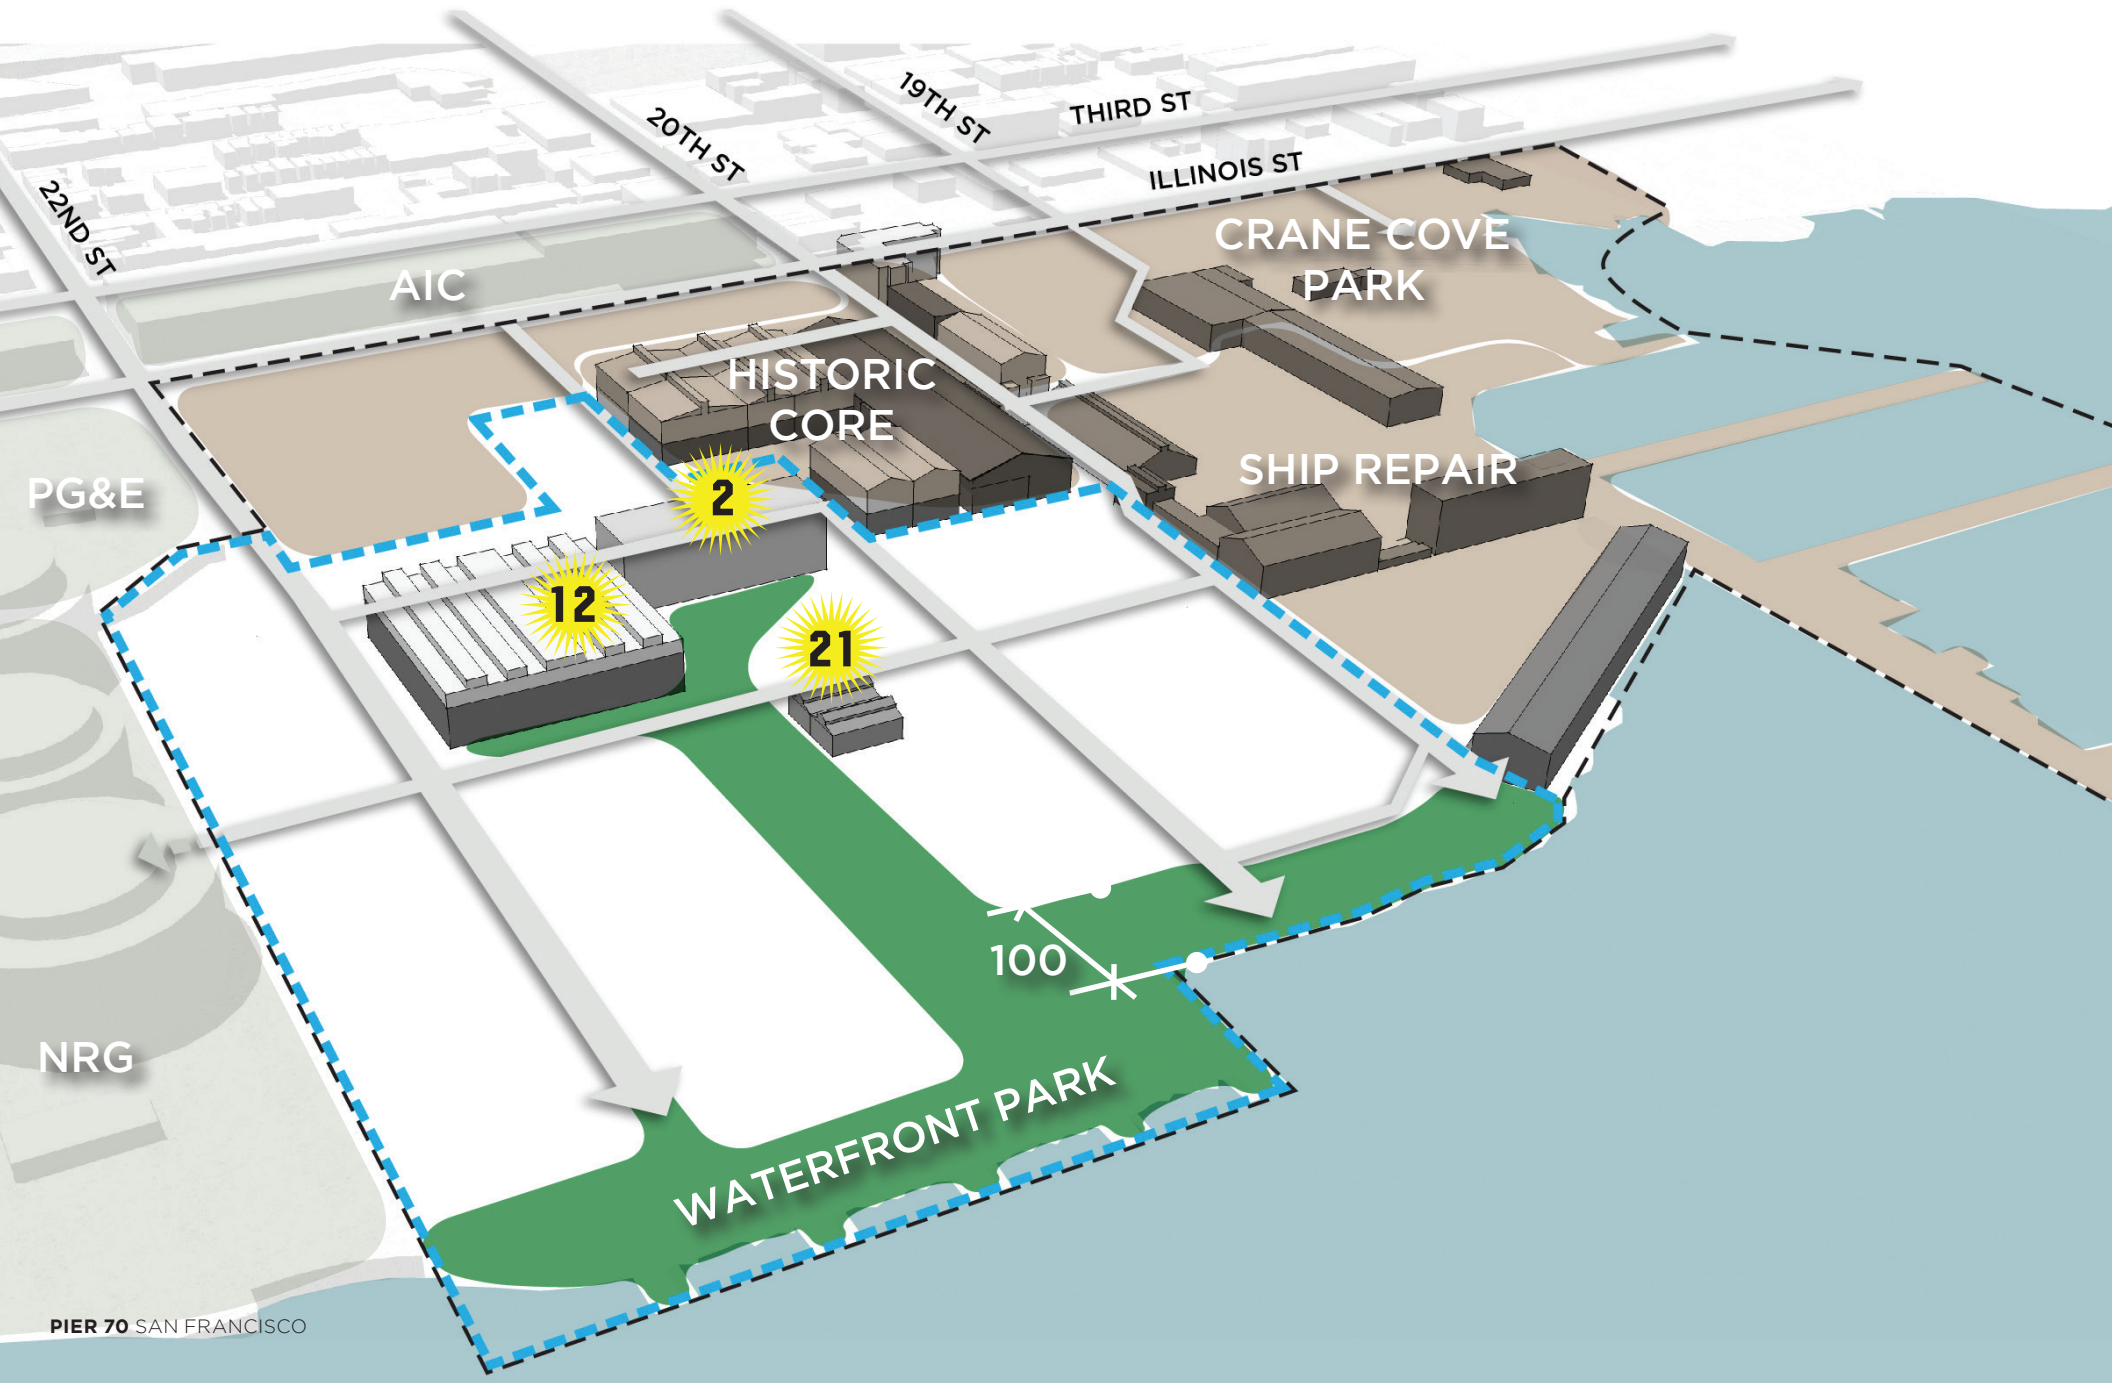 19TH ST
THIRD ST
20TH ST
ILLINOIS ST
22ND ST
CRANE COVE
PARK
AIC
HISTORIC
CORE
SHIP REPAIR
PG&E
2
12
21
100
NRG
WATERFRONT PARK
PIER 70 SAN FRANCISCO